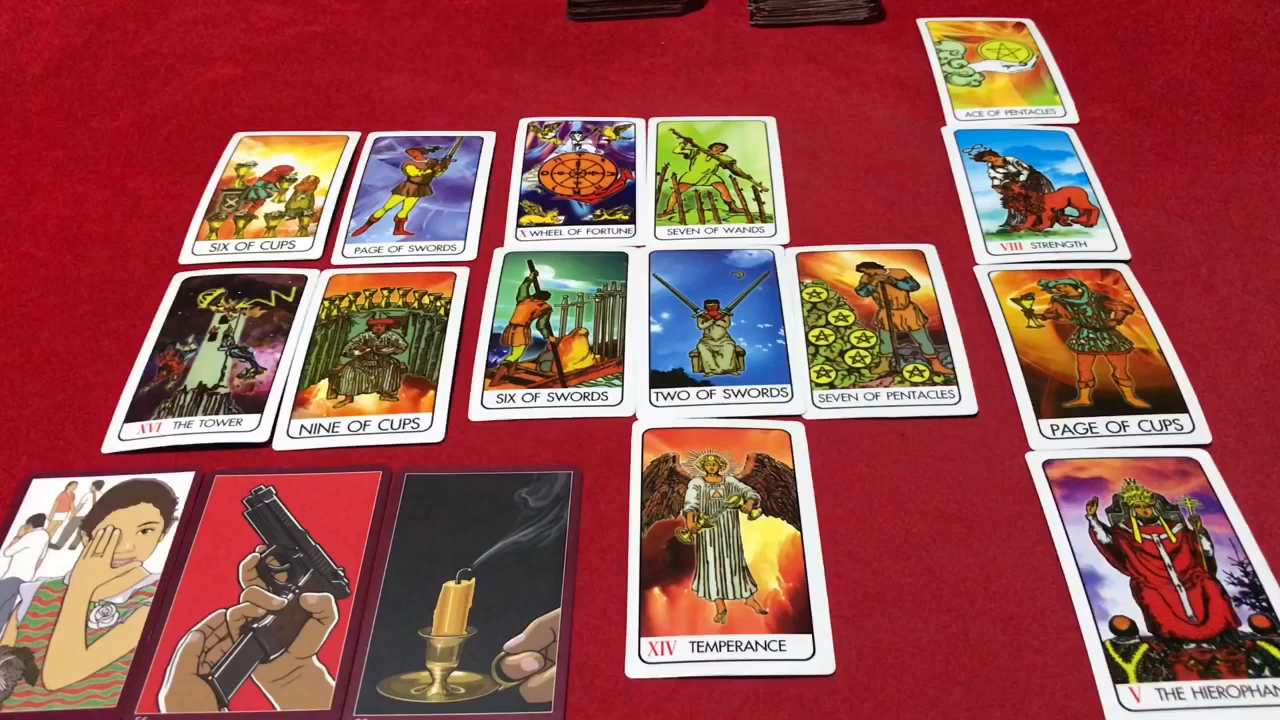 ACE OF PENTACLES
SIX OF CUPS
PAGE OF SWORDS
X WHEEL OF FORTUNE
SEVEN OF WANDS
VIII STRENGTH
XVI THE TOWER
NINE OF CUPS
SIX OF SWORDS
TWO OF SWORDS
SEVEN OF PENTACLES
PAGE OF CUPS
XIV TEMPERANCE
V THE HIEROPHAN